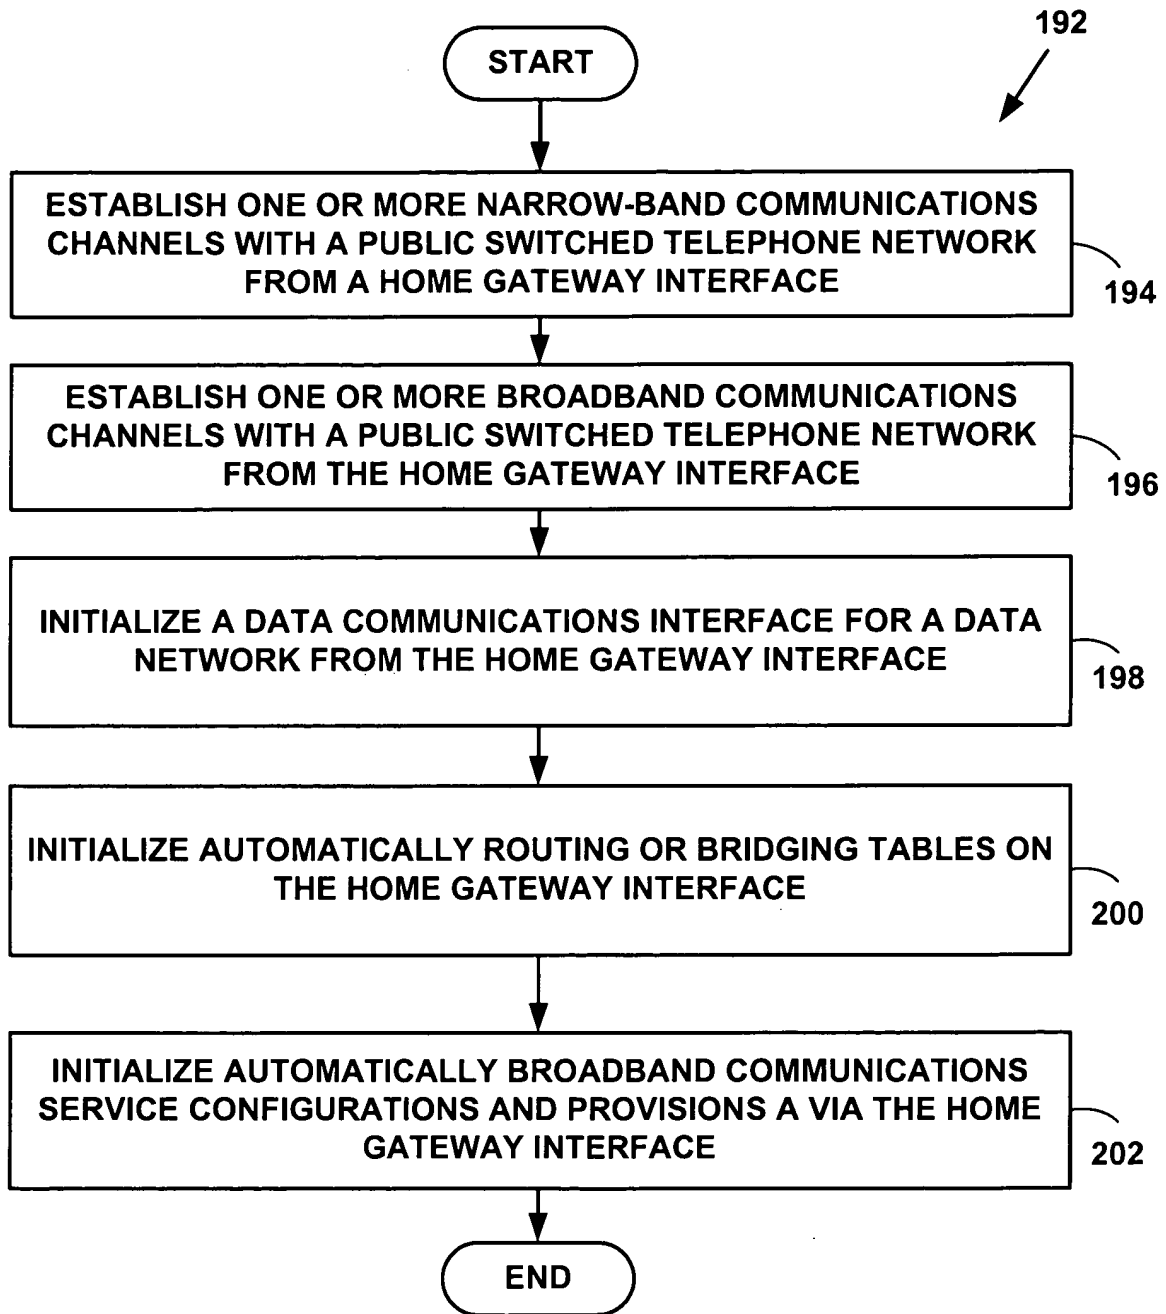 192
START
ESTABLISH ONE OR MORE NARROW-BAND COMMUNICATIONS
CHANNELS WITH A PUBLIC SWITCHED TELEPHONE NETWORK
FROM A HOME GATEWAY INTERFACE
194
ESTABLISH ONE OR MORE BROADBAND COMMUNICATIONS
CHANNELS WITH A PUBLIC SWITCHED TELEPHONE NETWORK
FROM THE HOME GATEWAY INTERFACE
196
INITIALIZE A DATA COMMUNICATIONS INTERFACE FOR A DATA
NETWORK FROM THE HOME GATEWAY INTERFACE
198
INITIALIZE AUTOMATICALLY ROUTING OR BRIDGING TABLES ON
THE HOME GATEWAY INTERFACE
200
INITIALIZE AUTOMATICALLY BROADBAND COMMUNICATIONS
SERVICE CONFIGURATIONS AND PROVISIONS A VIA THE HOME
GATEWAY INTERFACE
202
END